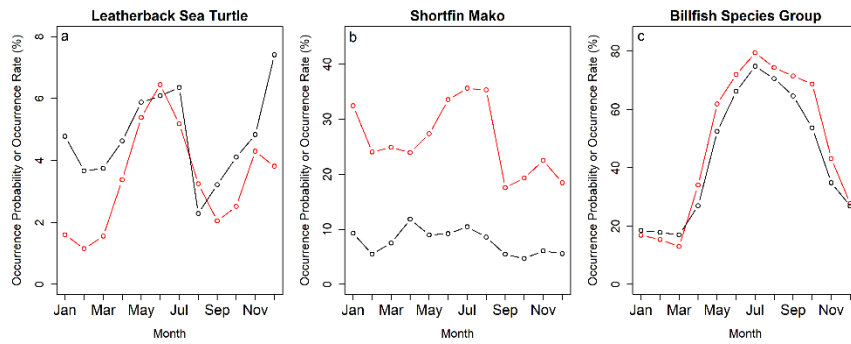 Leatherback Sea Turtle
a
Occurrence Probability or Occurrence Rate (%)
8
6
4
2
0
Jan Mar May Jul Sep Nov
Month
Shortfin Mako
b
Occurrence Probability or Occurrence Rate (%)
40
30
20
10
0
Jan Mar May Jul Sep Nov
Month
Billfish Species Group
c
Occurrence Probability or Occurrence Rate (%)
80
60
40
20
0
Jan Mar May Jul Sep Nov
Month